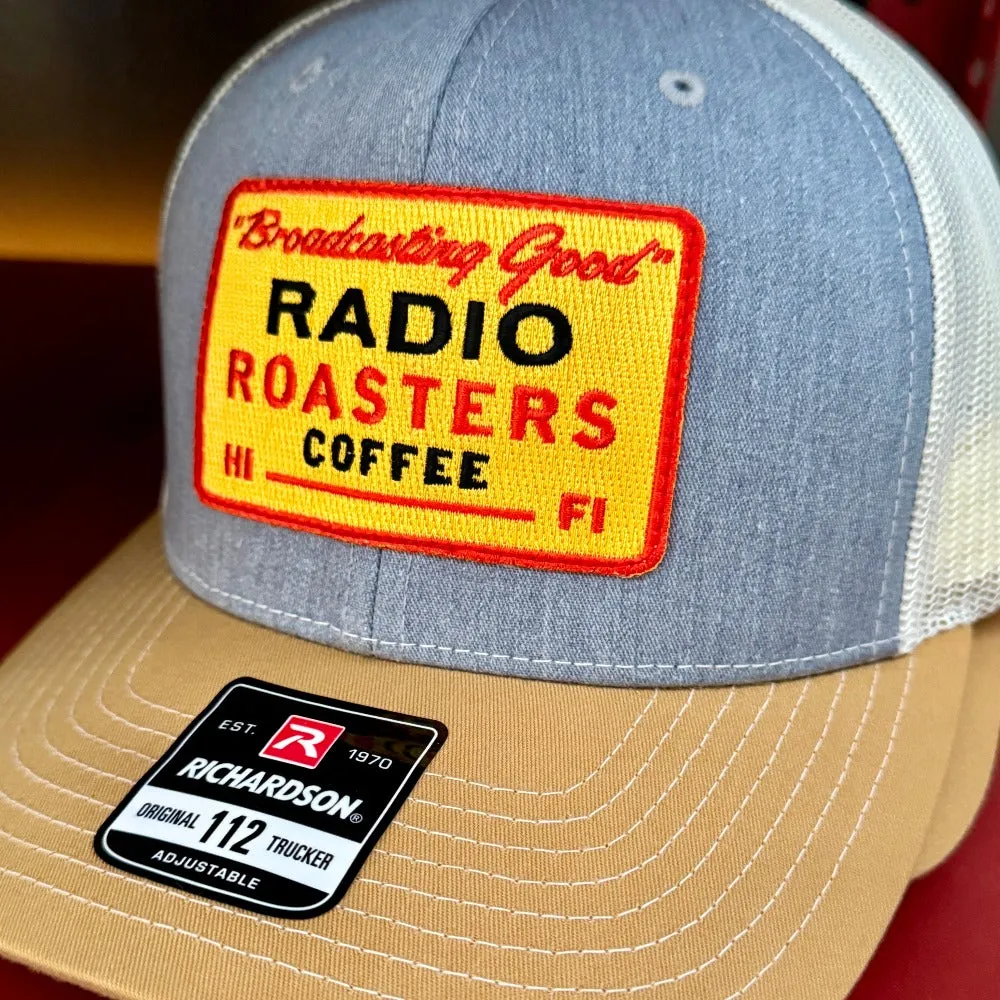 "Broadcasting Good"
RADIO
ROASTERS
COFFEE
HI FI
EST. R 1970
RICHARDSON®
ORIGINAL 112 TRUCKER
ADJUSTABLE